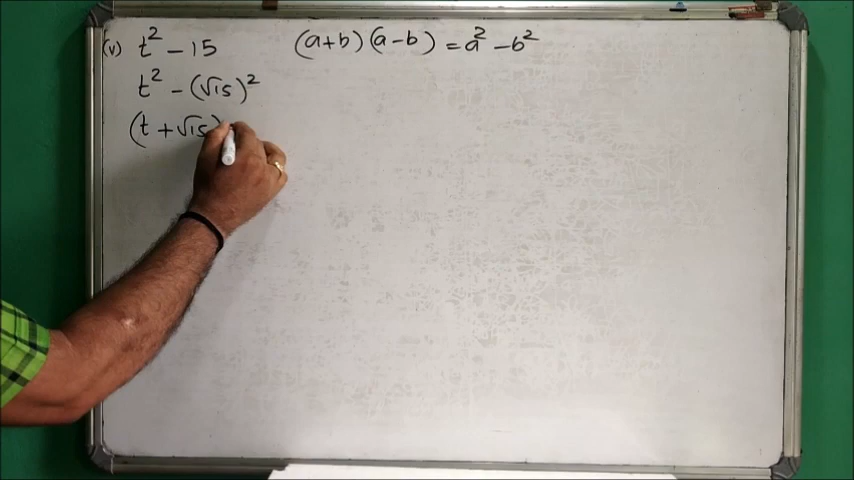 (v) t² - 15 (a+b) (a-b) = a² - b²
t² - (√15)²
(t + √15)